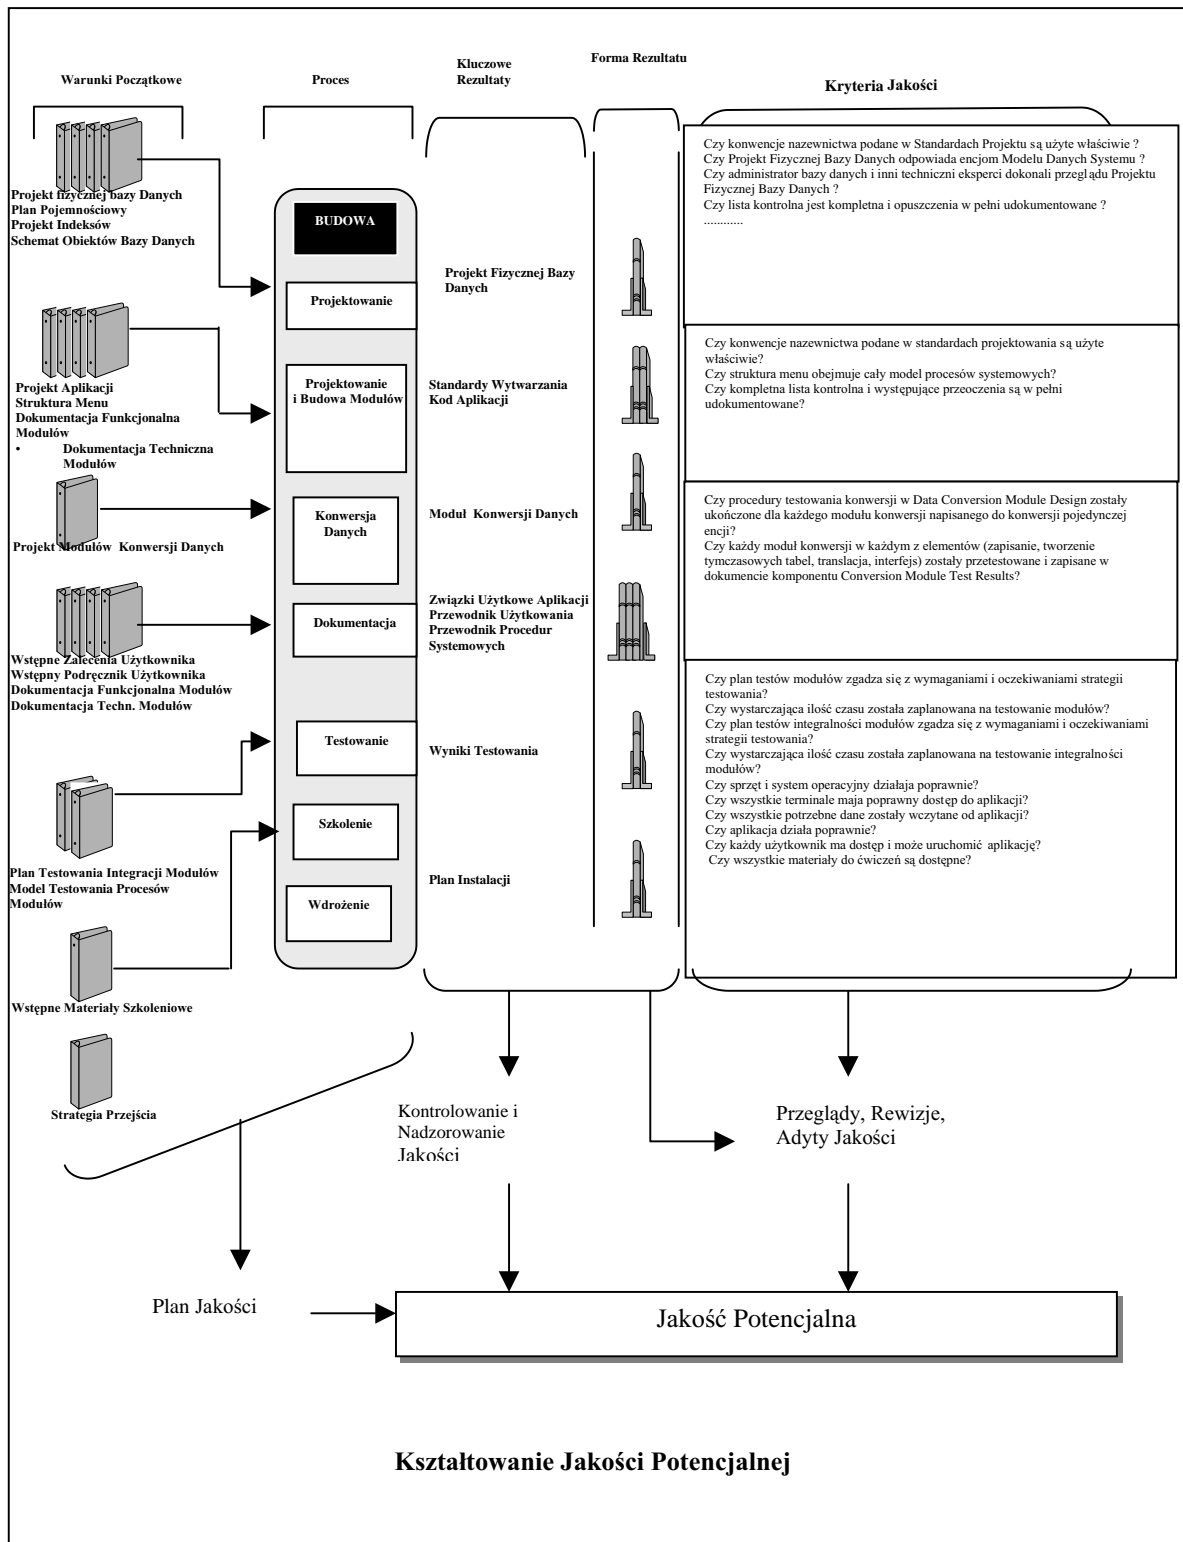 Warunki Początkowe
Proces
Kluczowe
Rezultaty
Forma Rezultatu
Kryteria Jakości
Projekt fizycznej bazy Danych
Plan Pojemnościowy
Projekt Indeksów
Schemat Obiektów Bazy Danych
Projekt Aplikacji
Struktura Menu
Dokumentacja Funkcjonalna
Modułów
• Dokumentacja Techniczna
Modułów
Projekt Modułów Konwersji Danych
Wstępne Zalecenia Użytkownika
Wstępny Podręcznik Użytkownika
Dokumentacja Funkcjonalna Modułów
Dokumentacja Techn. Modułów
Plan Testowania Integracji Modułów
Model Testowania Procesów
Modułów
Wstępne Materiały Szkoleniowe
Strategia Przejścia
BUDOWA
Projektowanie
Projektowanie
i Budowa Modułów
Konwersja
Danych
Dokumentacja
Testowanie
Szkolenie
Wdrożenie
Projekt Fizycznej Bazy
Danych
Standardy Wytwarzania
Kod Aplikacji
Moduł Konwersji Danych
Związki Użytkowe Aplikacji
Przewodnik Użytkowania
Przewodnik Procedur
Systemowych
Wyniki Testowania
Plan Instalacji
Czy konwencje nazewnictwa podane w Standardach Projektu są użyte właściwie ?
Czy Projekt Fizycznej Bazy Danych odpowiada encjom Modelu Danych Systemu ?
Czy administrator bazy danych i inni techniczni eksperci dokonali przeglądu Projektu
Fizycznej Bazy Danych ?
Czy lista kontrolna jest kompletna i opuszczenia w pełni udokumentowane ?
............
Czy konwencje nazewnictwa podane w standardach projektowania są użyte
właściwie?
Czy struktura menu obejmuje cały model procesów systemowych?
Czy kompletna lista kontrolna i występujące przeoczenia są w pełni
udokumentowane?
Czy procedury testowania konwersji w Data Conversion Module Design zostały
ukończone dla każdego modułu konwersji napisanego do konwersji pojedynczej
encji?
Czy każdy moduł konwersji w każdym z elementów (zapisanie, tworzenie
tymczasowych tabel, translacja, interfejs) zostały przetestowane i zapisane w
dokumencie komponentu Conversion Module Test Results?
Czy plan testów modułów zgadza się z wymaganiami i oczekiwaniami strategii
testowania?
Czy wystarczająca ilość czasu została zaplanowana na testowanie modułów?
Czy plan testów integralności modułów zgadza się z wymaganiami i oczekiwaniami
strategii testowania?
Czy wystarczająca ilość czasu została zaplanowana na testowanie integralności
modułów?
Czy sprzęt i system operacyjny działaja poprawnie?
Czy wszystkie terminale maja poprawny dostęp do aplikacji?
Czy wszystkie potrzebne dane zostały wczytane od aplikacji?
Czy aplikacja działa poprawnie?
Czy każdy użytkownik ma dostęp i może uruchomić aplikację?
Czy wszystkie materiały do ćwiczeń są dostępne?
Kontrolowanie i
Nadzorowanie
Jakości
Przeglądy, Rewizje,
Adyty Jakości
Plan Jakości
Jakość Potencjalna
Kształtowanie Jakości Potencjalnej